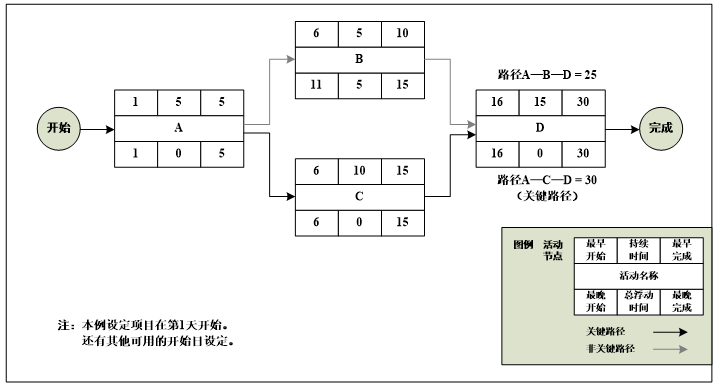 6 5 10
B
11 5 15
路径A—B—D = 25
开始
1 5 5
A
1 0 5
16 15 30
D
16 0 30
完成
6 10 15
C
6 0 15
路径A—C—D = 30
（关键路径）
图例 活动节点
最早开始 持续时间 最早完成
活动名称
最晚开始 总浮动时间 最晚完成
关键路径
非关键路径
注：本例设定项目在第1天开始。
还有其他可用的开始日设定。